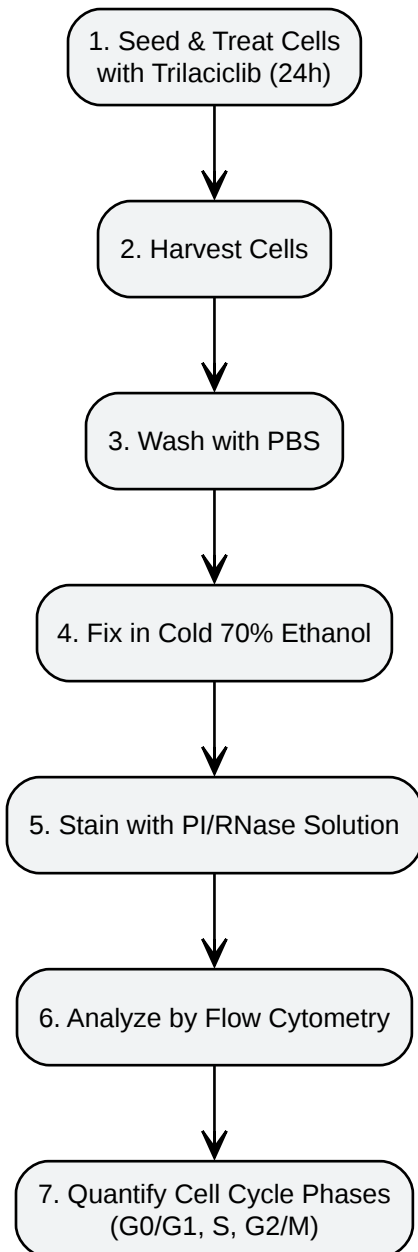 1. Seed & Treat Cells
with Trilaciclib (24h)
2. Harvest Cells
3. Wash with PBS
4. Fix in Cold 70% Ethanol
5. Stain with PI/RNase Solution
6. Analyze by Flow Cytometry
7. Quantify Cell Cycle Phases
(G0/G1, S, G2/M)